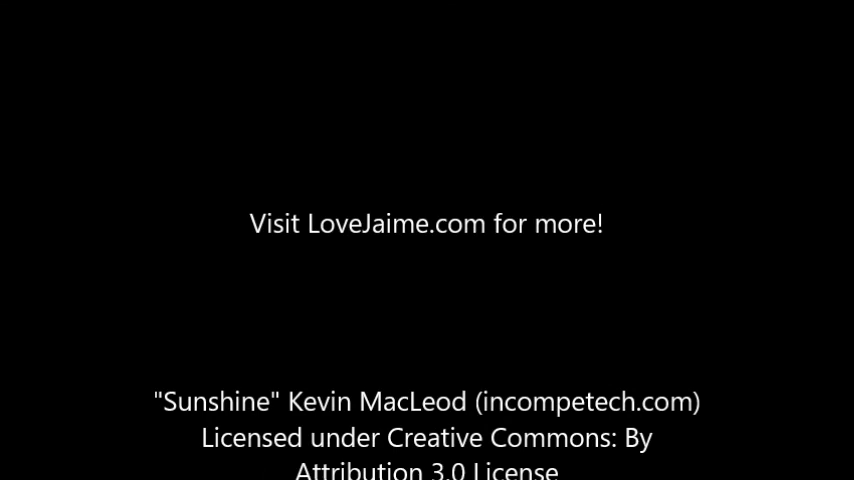 Visit LoveJaime.com for more!
"Sunshine" Kevin MacLeod (incompetech.com)
Licensed under Creative Commons: By
Attribution 3.0 License